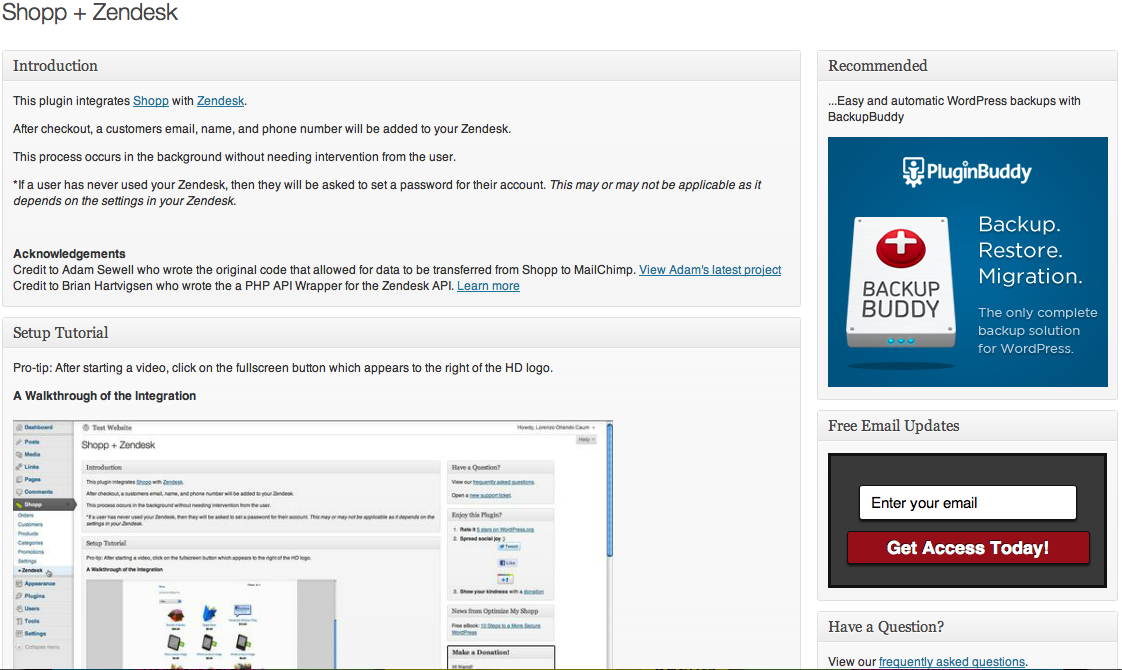 Shopp + Zendesk
Introduction
This plugin integrates Shopp with Zendesk.
After checkout, a customers email, name, and phone number will be added to your Zendesk.
This process occurs in the background without needing intervention from the user.
*If a user has never used your Zendesk, then they will be asked to set a password for their account. This may or may not be applicable as it
depends on the settings in your Zendesk.
Acknowledgements
Credit to Adam Sewell who wrote the original code that allowed for data to be transferred from Shopp to MailChimp. View Adam's latest project
Credit to Brian Hartvigsen who wrote the a PHP API Wrapper for the Zendesk API. Learn more
Setup Tutorial
Pro-tip: After starting a video, click on the fullscreen button which appears to the right of the HD logo.
A Walkthrough of the Integration
Dashboard
Posts
Media
Links
Pages
Comments
Shopp
Orders
Customers
Products
Categories
Promotions
Settings
+ Zendesk
Appearance
Plugins
Users
Tools
Settings
Collapse menu
Test Website
Howdy, Lorenzo Orlando Caum
Help
Shopp + Zendesk
Introduction
This plugin integrates Shopp with Zendesk.
After checkout, a customers email, name, and phone number will be added to your Zendesk.
This process occurs in the background without needing intervention from the user.
*If a user has never used your Zendesk, then they will be asked to set a password for their account. This may or may not be applicable as it depends on the
settings in your Zendesk.
Setup Tutorial
Pro-tip: After starting a video, click on the fullscreen button which appears to the right of the HD logo.
A Walkthrough of the Integration
Have a Question?
View our frequently asked questions.
Open a new support ticket.
Enjoy this Plugin?
1. Rate it 5 stars on WordPress.org
2. Spread social joy :)
Tweet
Like
+1
3. Show your kindness with a donation
News from Optimize My Shopp
Free eBook: 10 Steps to a More Secure
WordPress
Make a Donation!
Hi friend!
Recommended
...Easy and automatic WordPress backups with
BackupBuddy
PluginBuddy
BACKUP
BUDDY
Backup.
Restore.
Migration.
The only complete
backup solution
for WordPress.
Free Email Updates
Enter your email
Get Access Today!
Have a Question?
View our frequently asked questions.